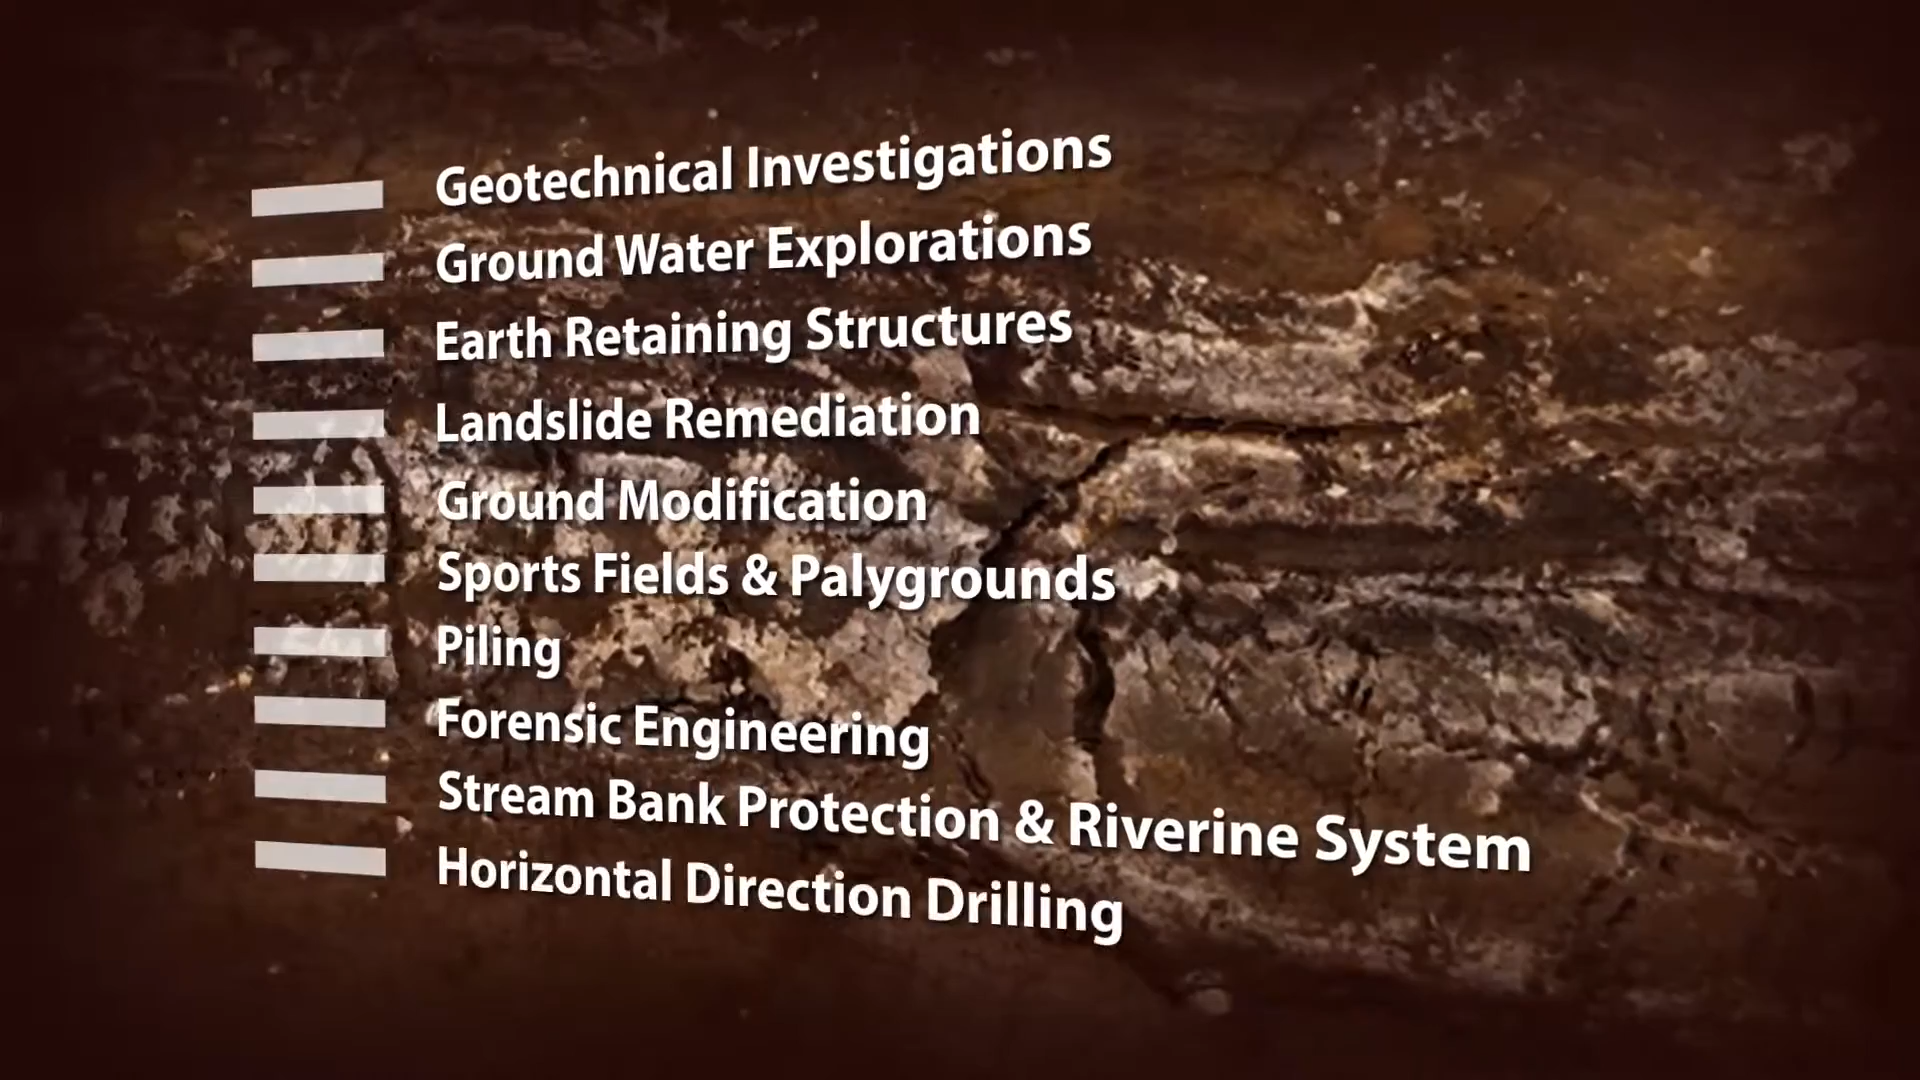 Geotechnical Investigations
Ground Water Explorations
Earth Retaining Structures
Landslide Remediation
Ground Modification
Sports Fields & Palygrounds
Piling
Forensic Engineering
Stream Bank Protection & Riverine System
Horizontal Direction Drilling